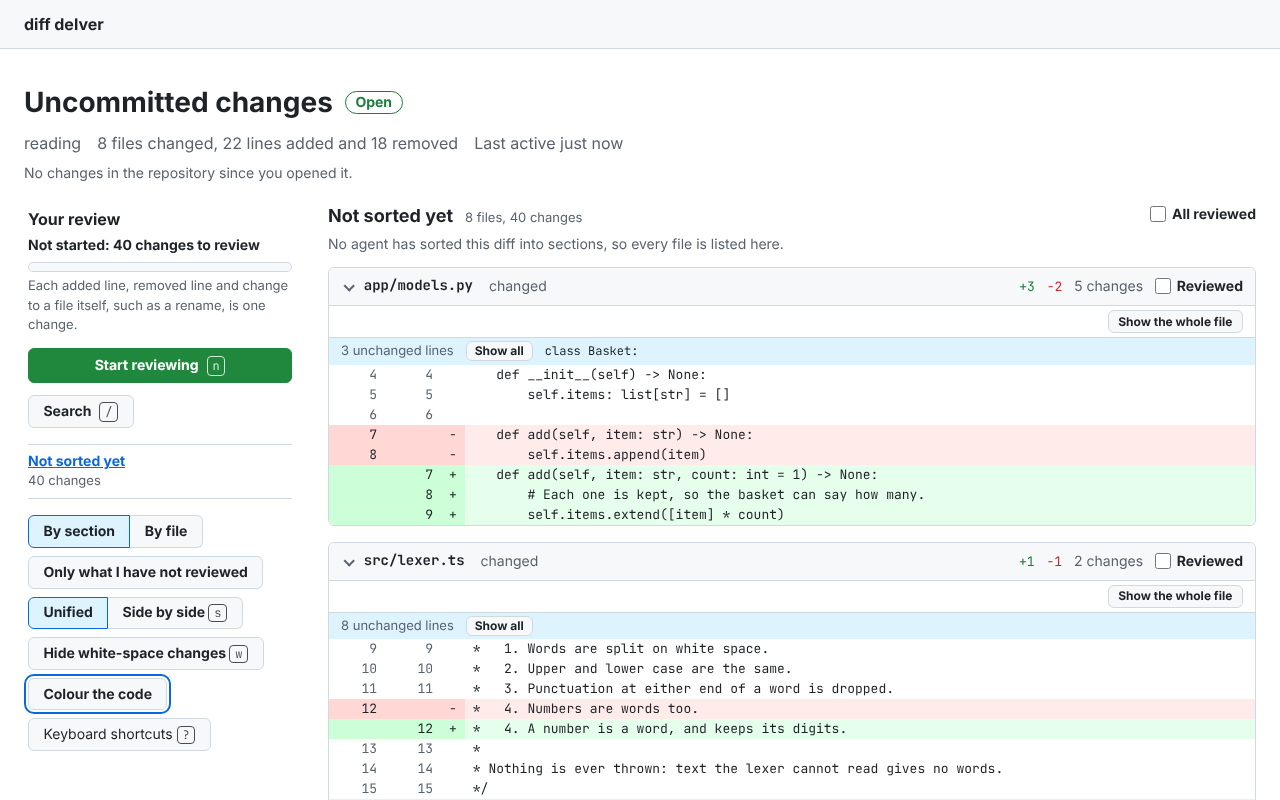 diff delver
Uncommitted changes Open
reading 8 files changed, 22 lines added and 18 removed Last active just now
No changes in the repository since you opened it.
Your review
Not started: 40 changes to review
Each added line, removed line and change
to a file itself, such as a rename, is one
change.
Start reviewing n
Search /
Not sorted yet
40 changes
By section By file
Only what I have not reviewed
Unified Side by side s
Hide white-space changes w
Colour the code
Keyboard shortcuts ?
Not sorted yet 8 files, 40 changes All reviewed
No agent has sorted this diff into sections, so every file is listed here.
app/models.py changed +3 -2 5 changes Reviewed
Show the whole file
3 unchanged lines Show all class Basket:
4 4 def __init__(self) -> None:
5 5 self.items: list[str] = []
6 6
7 - def add(self, item: str) -> None:
8 - self.items.append(item)
7 + def add(self, item: str, count: int = 1) -> None:
8 + # Each one is kept, so the basket can say how many.
9 + self.items.extend([item] * count)
src/lexer.ts changed +1 -1 2 changes Reviewed
Show the whole file
8 unchanged lines Show all
9 9 * 1. Words are split on white space.
10 10 * 2. Upper and lower case are the same.
11 11 * 3. Punctuation at either end of a word is dropped.
12 - * 4. Numbers are words too.
12 + * 4. A number is a word, and keeps its digits.
13 13 *
14 14 * Nothing is ever thrown: text the lexer cannot read gives no words.
15 15 */